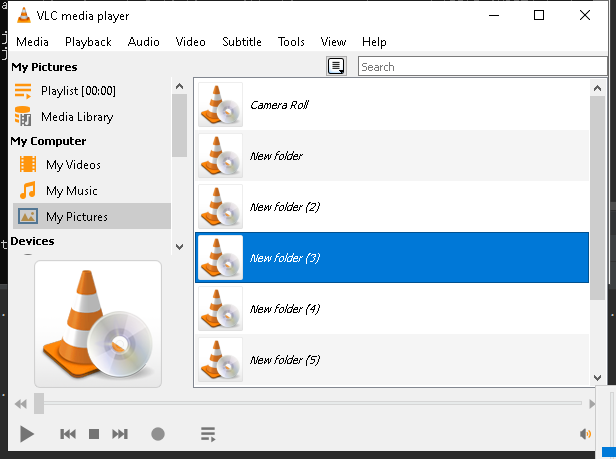 VLC media player
Media Playback Audio Video Subtitle Tools View Help
My Pictures
Search
Playlist [00:00]
Media Library
My Computer
My Videos
My Music
My Pictures
Devices
Camera Roll
New folder
New folder (2)
New folder (3)
New folder (4)
New folder (5)